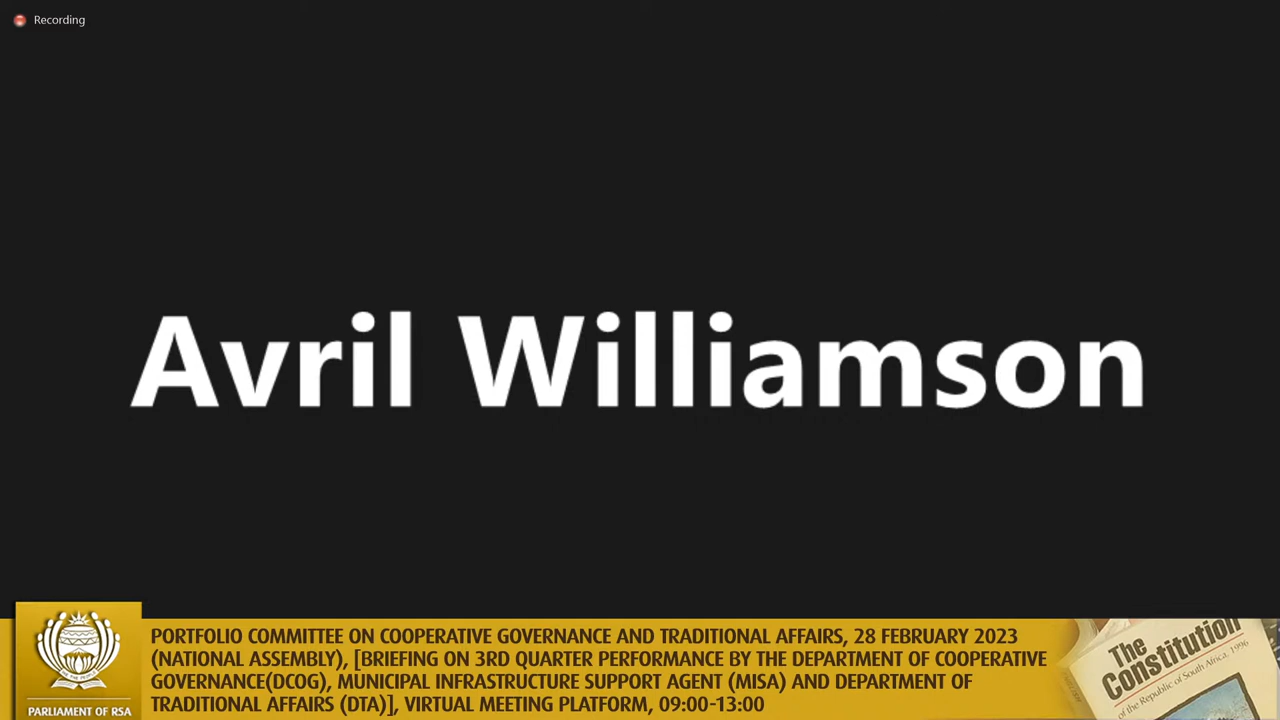 Recording
Avril Williamson
PORTFOLIO COMMITTEE ON COOPERATIVE GOVERNANCE AND TRADITIONAL AFFAIRS, 28 FEBRUARY 2023
(NATIONAL ASSEMBLY), [BRIEFING ON 3RD QUARTER PERFORMANCE BY THE DEPARTMENT OF COOPERATIVE
GOVERNANCE(DCOG), MUNICIPAL INFRASTRUCTURE SUPPORT AGENT (MISA) AND DEPARTMENT OF
TRADITIONAL AFFAIRS (DTA)], VIRTUAL MEETING PLATFORM, 09:00-13:00
PARLIAMENT OF RSA
The
Constitution
of the Republic of South Africa, 1996